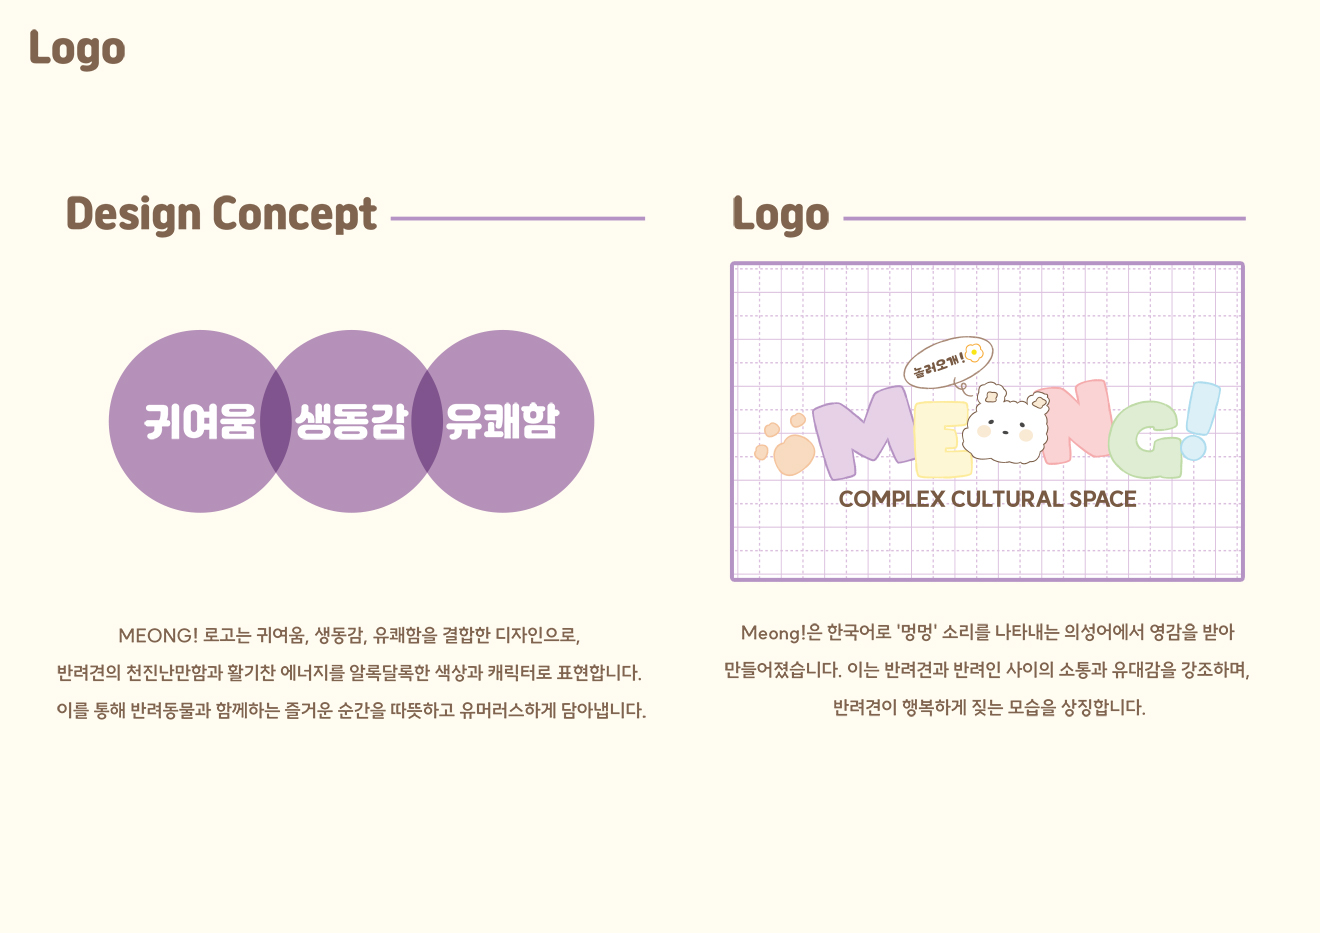 Logo
Design Concept
귀여움 생동감 유쾌함
MEONG! 로고는 귀여움, 생동감, 유쾌함을 결합한 디자인으로,
반려견의 천진난만함과 활기찬 에너지를 알록달록한 색상과 캐릭터로 표현합니다.
이를 통해 반려동물과 함께하는 즐거운 순간을 따뜻하고 유머러스하게 담아냅니다.
Logo
놀러오개!
MEONG!
COMPLEX CULTURAL SPACE
Meong!은 한국어로 '멍멍' 소리를 나타내는 의성어에서 영감을 받아
만들어졌습니다. 이는 반려견과 반려인 사이의 소통과 유대감을 강조하며,
반려견이 행복하게 짖는 모습을 상징합니다.